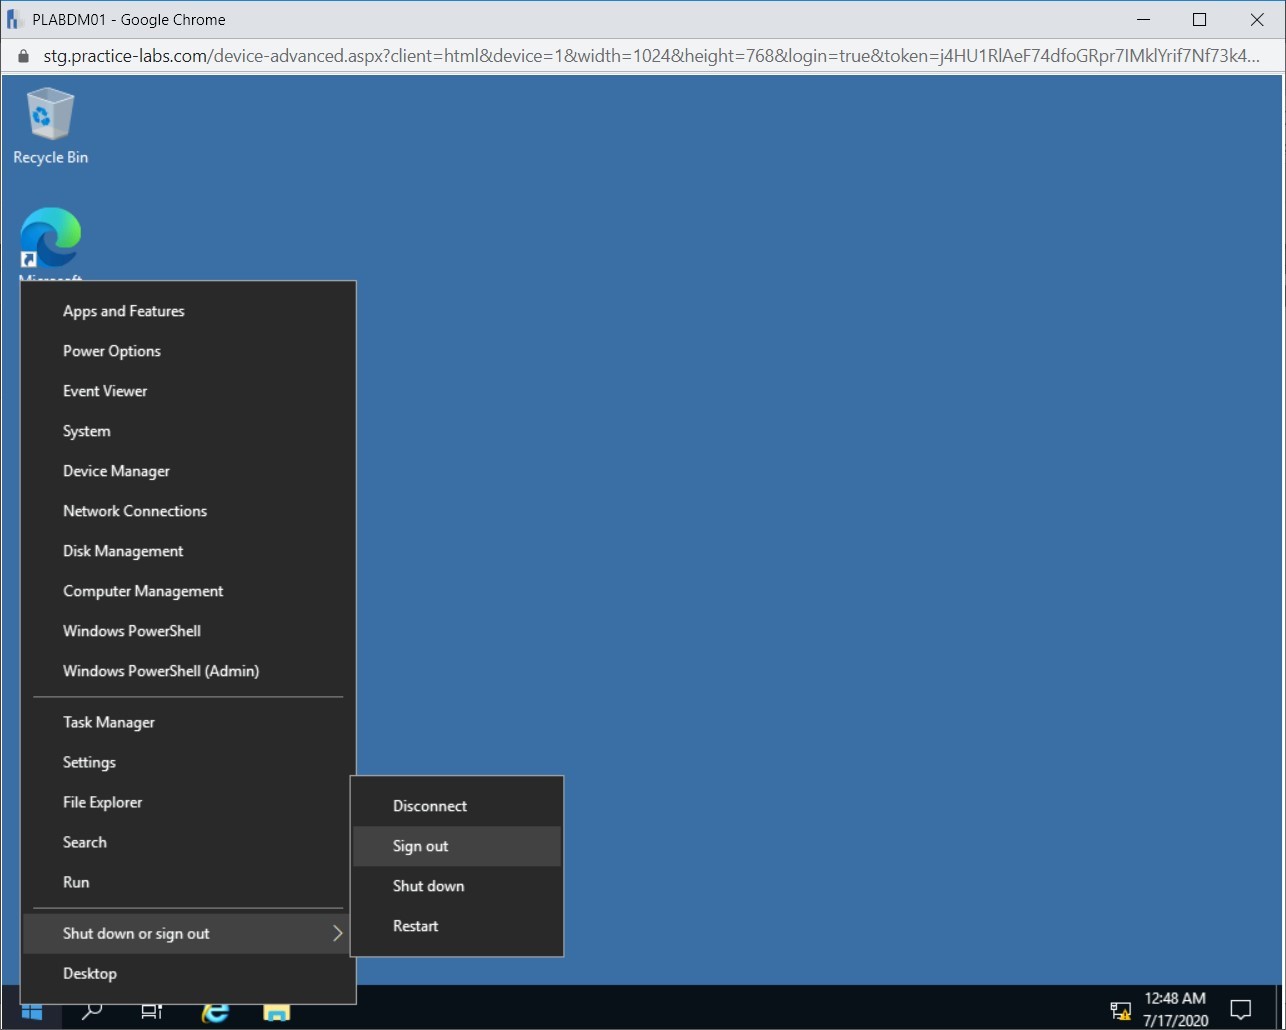 PLABDM01 - Google Chrome
stg.practice-labs.com/device-advanced.aspx?client=html&device=1&width=1024&height=768&login=true&token=j4HU1RlAeF74dfoGRpr7IMklYrif7Nf73k4...
Recycle Bin
Microsoft
Apps and Features
Power Options
Event Viewer
System
Device Manager
Network Connections
Disk Management
Computer Management
Windows PowerShell
Windows PowerShell (Admin)
Task Manager
Settings
File Explorer
Search
Run
Shut down or sign out
Desktop
Disconnect
Sign out
Shut down
Restart
12:48 AM
7/17/2020